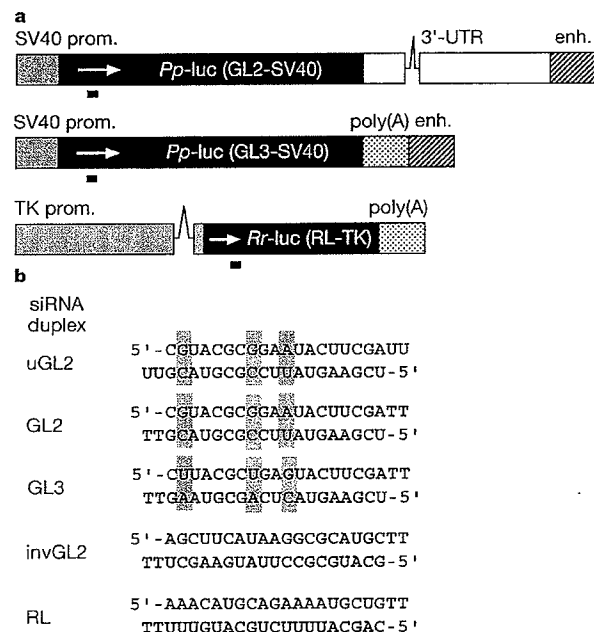 a
SV40 prom. 3'-UTR enh.
Pp-luc (GL2-SV40)
SV40 prom. poly(A) enh.
Pp-luc (GL3-SV40)
TK prom. poly(A)
Rr-luc (RL-TK)
b
siRNA
duplex
uGL2
5'-CGUACGCGGAAUACUUCGAUU
UUGCAUGCGCCUUAUGAAGCU-5'
GL2
5'-CGUACGCGGAAUACUUCGATT
TTGCAUGCGCCUUAUGAAGCU-5'
GL3
5'-CUUACGCUGAGUACUUCGATT
TTGAAUGCGACUCAUGAAGCU-5'
invGL2
5'-AGCUUCAUAAGGCGCAUGCTT
TTUCGAAGUAUUCCGCGUACG-5'
RL
5'-AAACAUGCAGAAAAUGCUGTT
TTUUUGUACGUCUUUUACGAC-5'